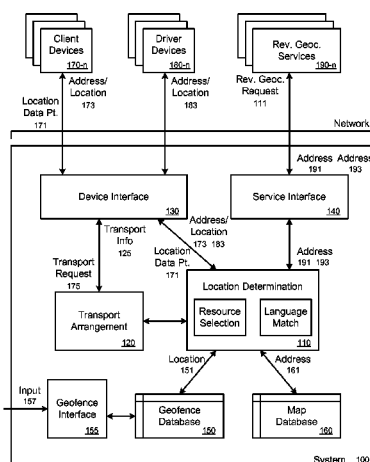 Client
Devices
170-n
Driver
Devices
180-n
Rev. Geoc.
Services
190-n
Location
Data Pt.
171
Address/
Location
173
Address/
Location
183
Rev. Geoc.
Request
111
Network
Address
191
Address
193
Device Interface
130
Service Interface
140
Transport
Info
125
Transport
Request
175
Address/
Location
173 183
Location
Data Pt.
171
Address
191 193
Location Determination
Resource
Selection
Language
Match
110
Transport
Arrangement
120
Location
151
Address
161
Input
157
Geofence
Interface
155
Geofence
Database
150
Map
Database
160
System 100